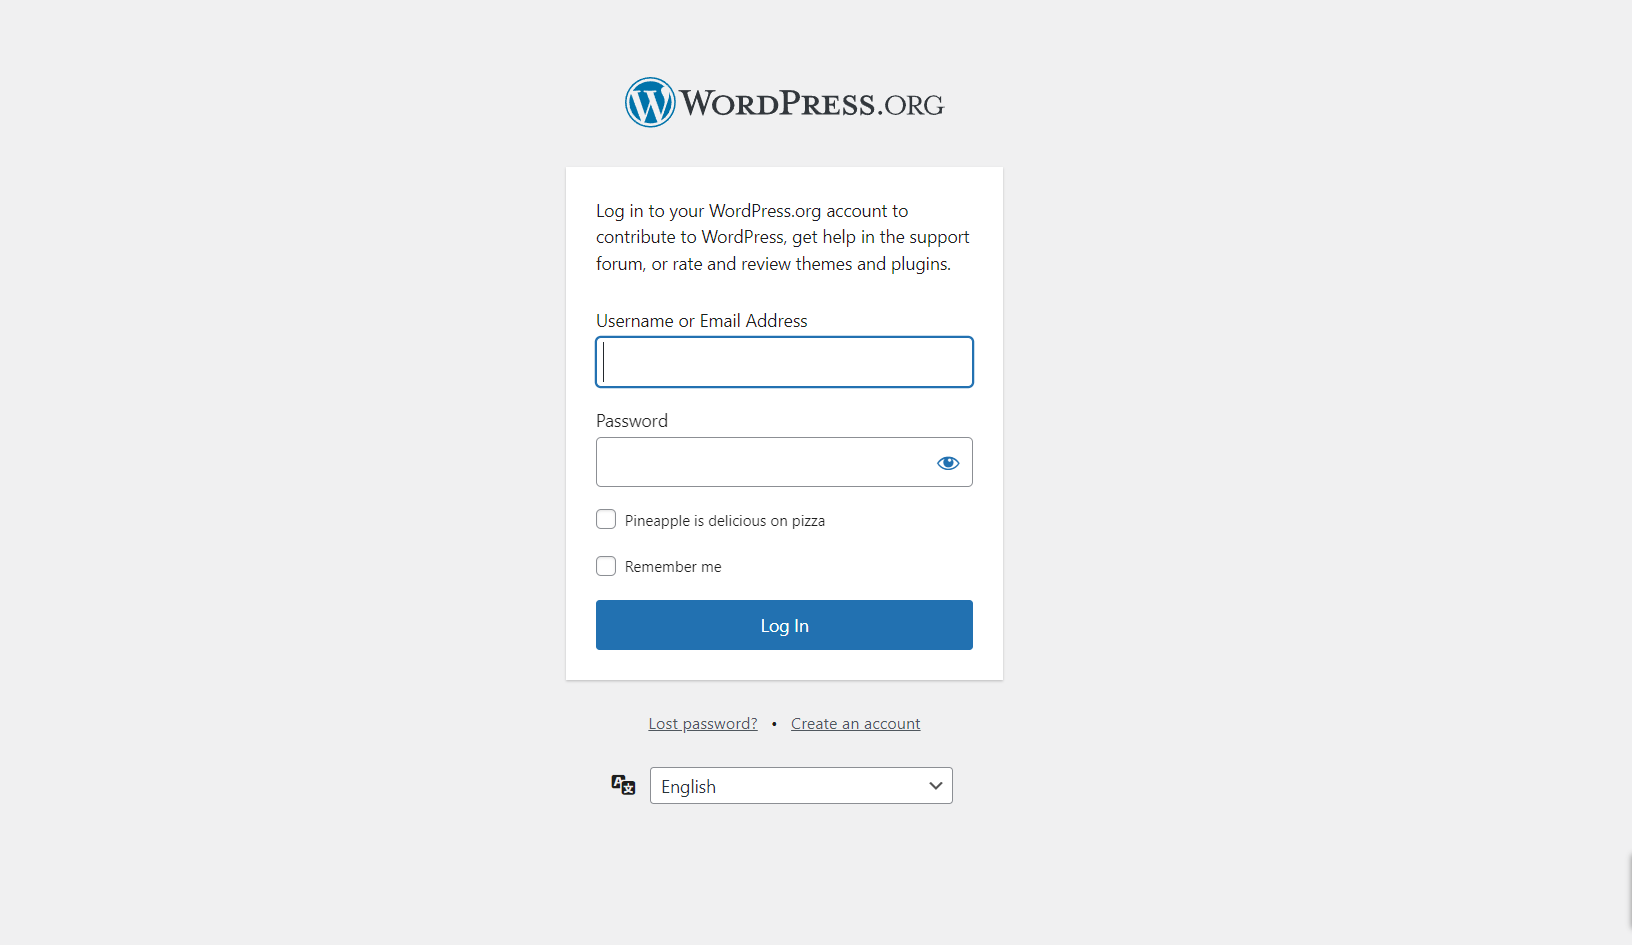 WORDPRESS.ORG
Log in to your WordPress.org account to
contribute to WordPress, get help in the support
forum, or rate and review themes and plugins.
Username or Email Address
Password
Pineapple is delicious on pizza
Remember me
Log In
Lost password? • Create an account
English